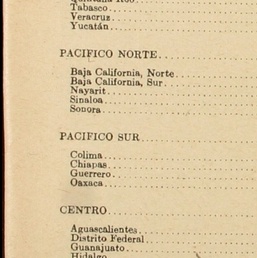 Tabasco
Veracruz
Yucatán
PACIFICO NORTE
Baja California, Norte
Baja California, Sur
Nayarit
Sinaloa
Sonora
PACIFICO SUR
Colima
Chiapas
Guerrero
Oaxaca
CENTRO
Aguascalientes
Distrito Federal
Guanajuato
Hidalgo